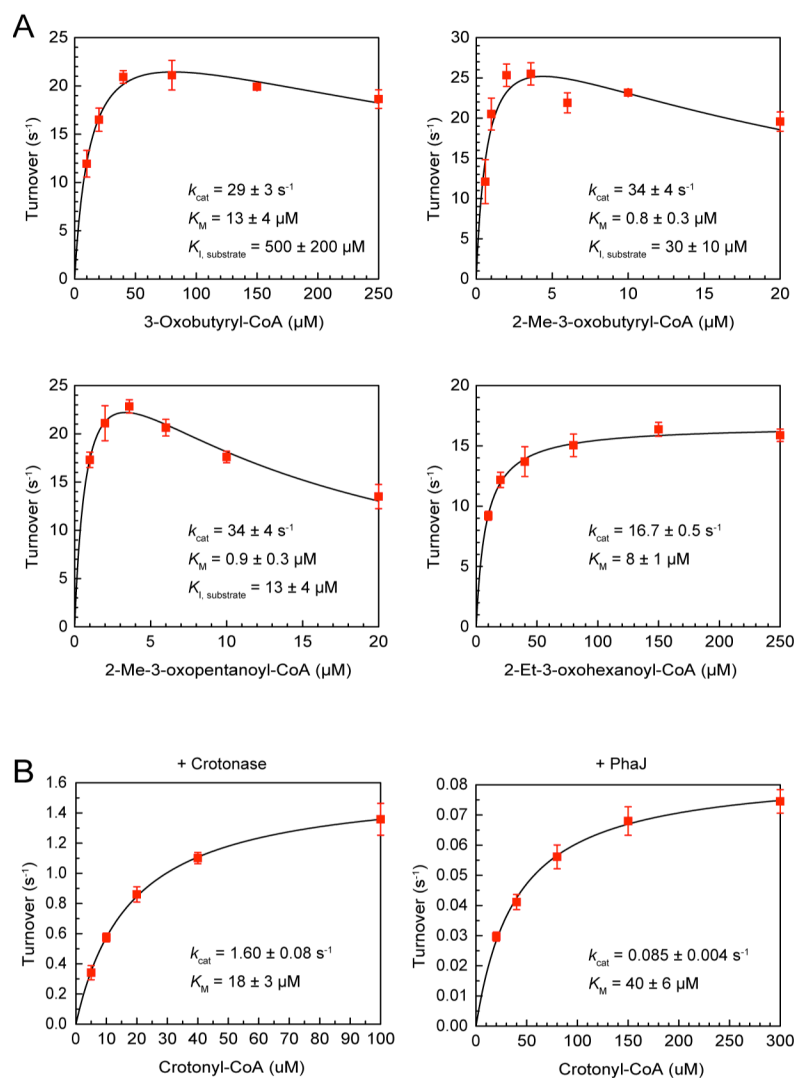 A
25
20
15
10
5
0
Turnover (s⁻¹)
kcat = 29 ± 3 s⁻¹
KM = 13 ± 4 µM
KI, substrate = 500 ± 200 µM
0 50 100 150 200 250
3-Oxobutyryl-CoA (µM)
30
25
20
15
10
5
0
Turnover (s⁻¹)
kcat = 34 ± 4 s⁻¹
KM = 0.8 ± 0.3 µM
KI, substrate = 30 ± 10 µM
0 5 10 15 20
2-Me-3-oxobutyryl-CoA (µM)
25
20
15
10
5
0
Turnover (s⁻¹)
kcat = 34 ± 4 s⁻¹
KM = 0.9 ± 0.3 µM
KI, substrate = 13 ± 4 µM
0 5 10 15 20
2-Me-3-oxopentanoyl-CoA (µM)
20
15
10
5
0
Turnover (s⁻¹)
kcat = 16.7 ± 0.5 s⁻¹
KM = 8 ± 1 µM
0 50 100 150 200 250
2-Et-3-oxohexanoyl-CoA (µM)
B
+ Crotonase
1.6
1.4
1.2
1.0
0.8
0.6
0.4
0.2
0.0
Turnover (s⁻¹)
kcat = 1.60 ± 0.08 s⁻¹
KM = 18 ± 3 µM
0 10 20 30 40 50 60 70 80 90 100
Crotonyl-CoA (uM)
+ PhaJ
0.08
0.07
0.06
0.05
0.04
0.03
0.02
0.01
0.00
Turnover (s⁻¹)
kcat = 0.085 ± 0.004 s⁻¹
KM = 40 ± 6 µM
0 50 100 150 200 250 300
Crotonyl-CoA (uM)